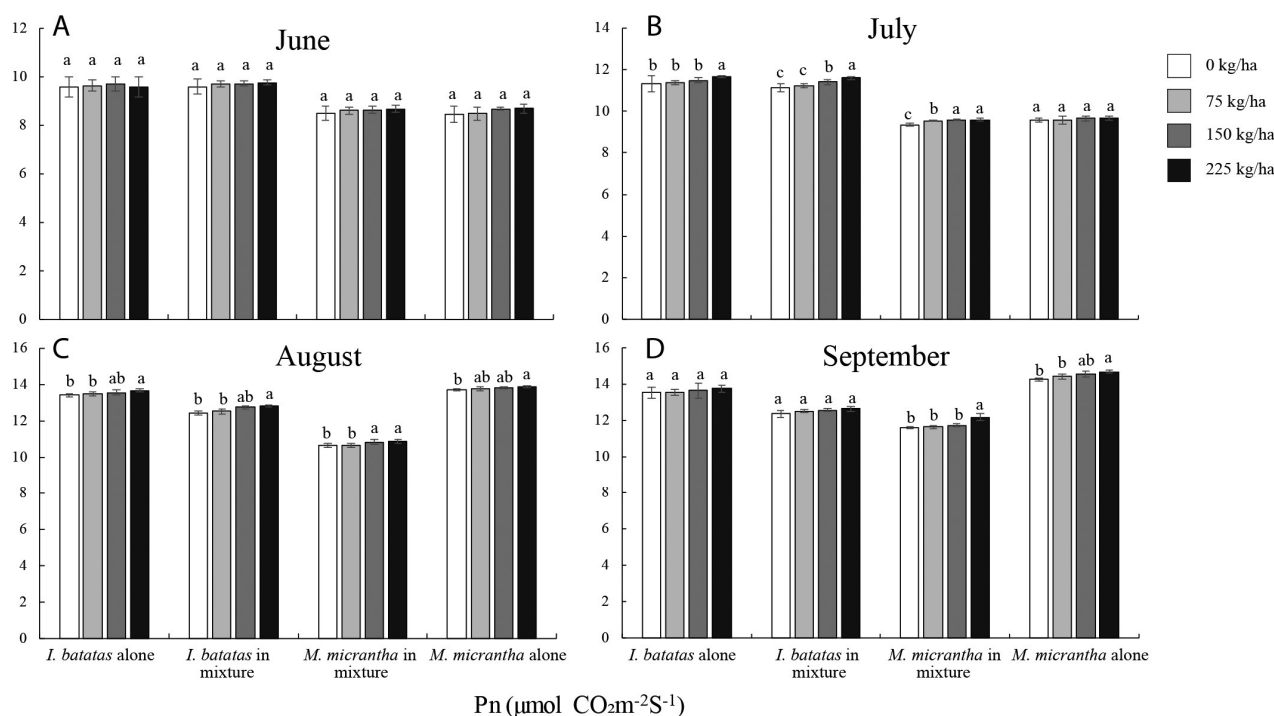 A
June
12
10
8
6
4
2
0
a a a a
a a a a
a a a a
a a a a
B
July
14
12
10
8
6
4
2
0
b b b a
c c b a
c b a a
a a a a
0 kg/ha
75 kg/ha
150 kg/ha
225 kg/ha
C
August
16
14
12
10
8
6
4
2
0
b b ab a
b b ab a
b b a a
b ab ab a
I. batatas alone
I. batatas in
mixture
M. micrantha in
mixture
M. micrantha alone
D
September
16
14
12
10
8
6
4
2
0
a a a a
a a a a
b b b a
b b ab a
I. batatas alone
I. batatas in
mixture
M. micrantha in
mixture
M. micrantha alone
Pn (μmol CO₂m⁻²S⁻¹)